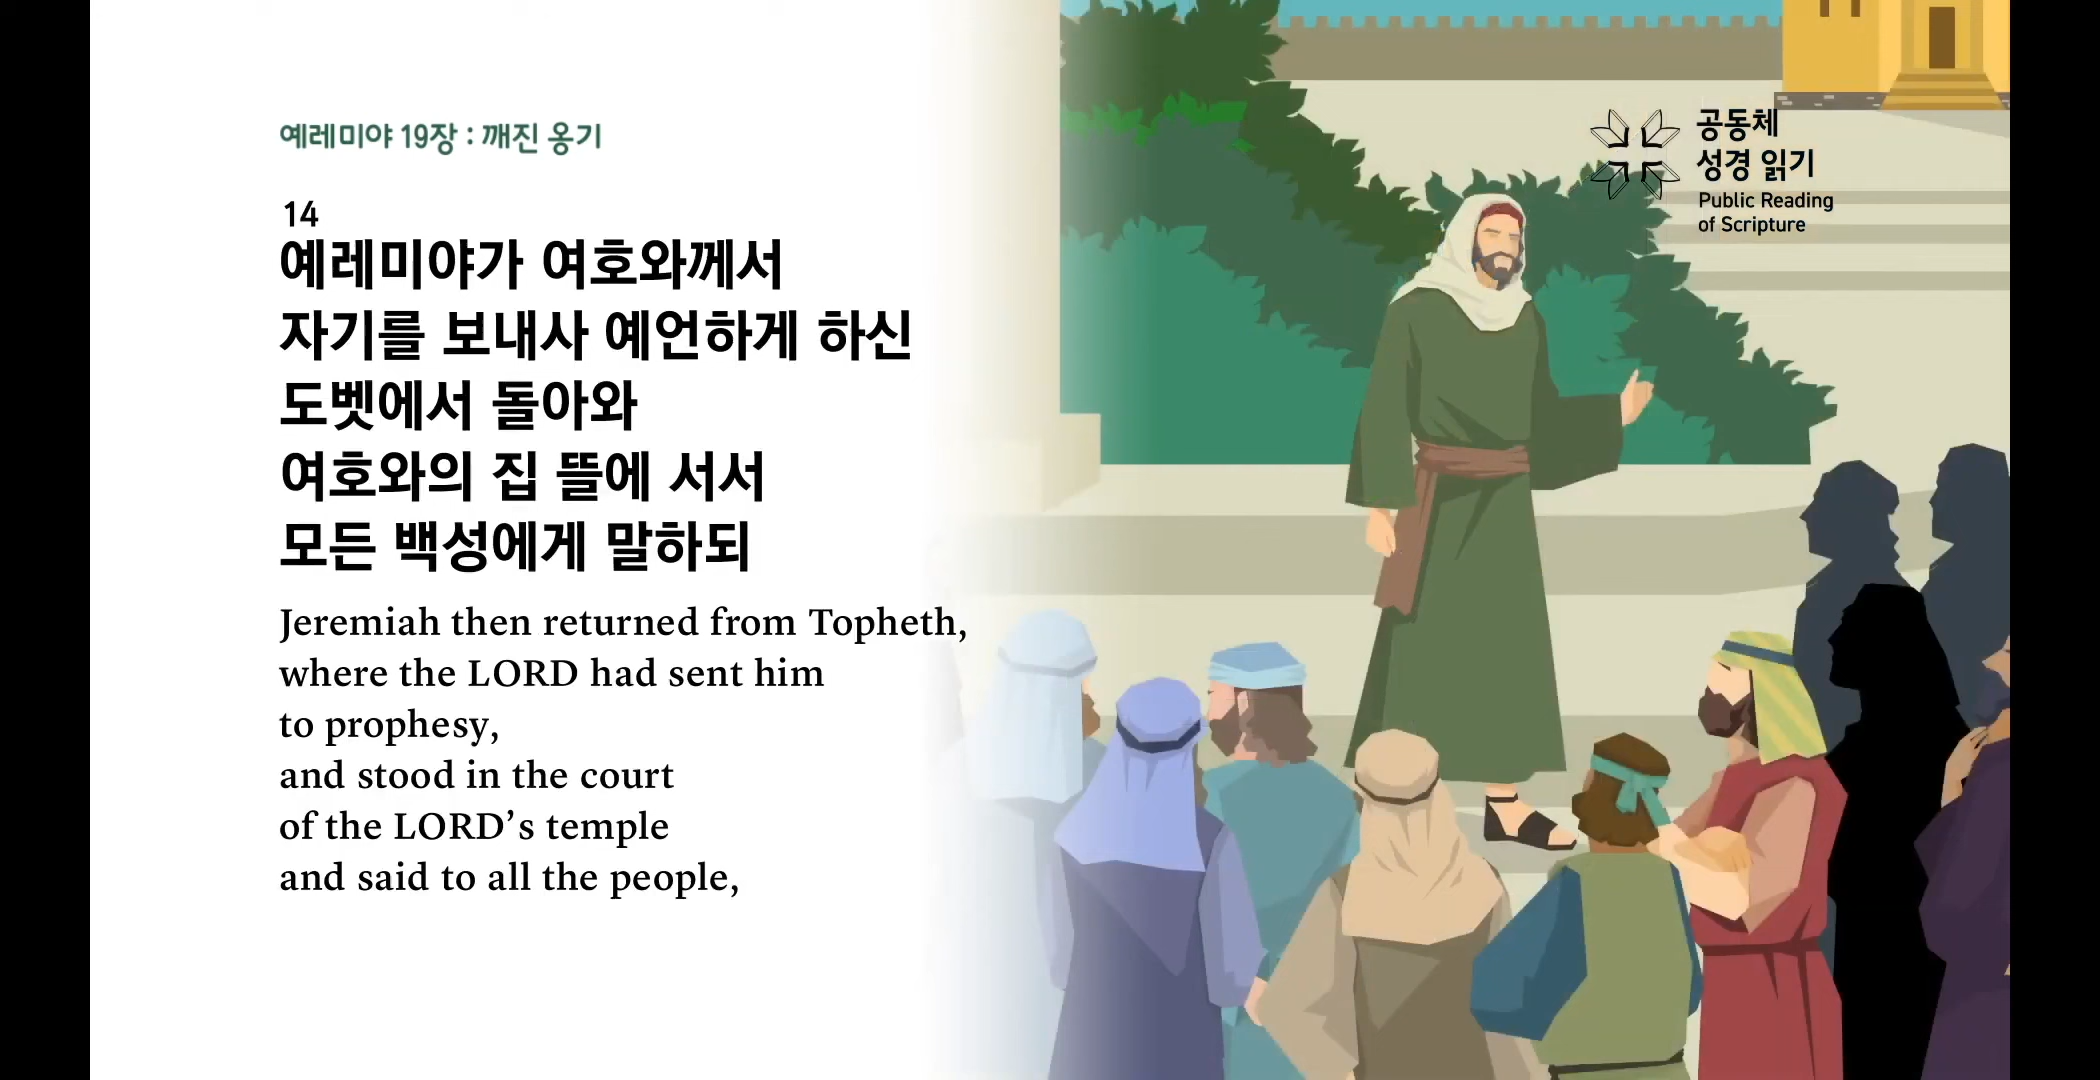 예레미야 19장 : 깨진 옹기
공동체
성경 읽기
Public Reading
of Scripture
14
예레미야가 여호와께서
자기를 보내사 예언하게 하신
도벳에서 돌아와
여호와의 집 뜰에 서서
모든 백성에게 말하되
Jeremiah then returned from Topheth,
where the LORD had sent him
to prophesy,
and stood in the court
of the LORD’s temple
and said to all the people,